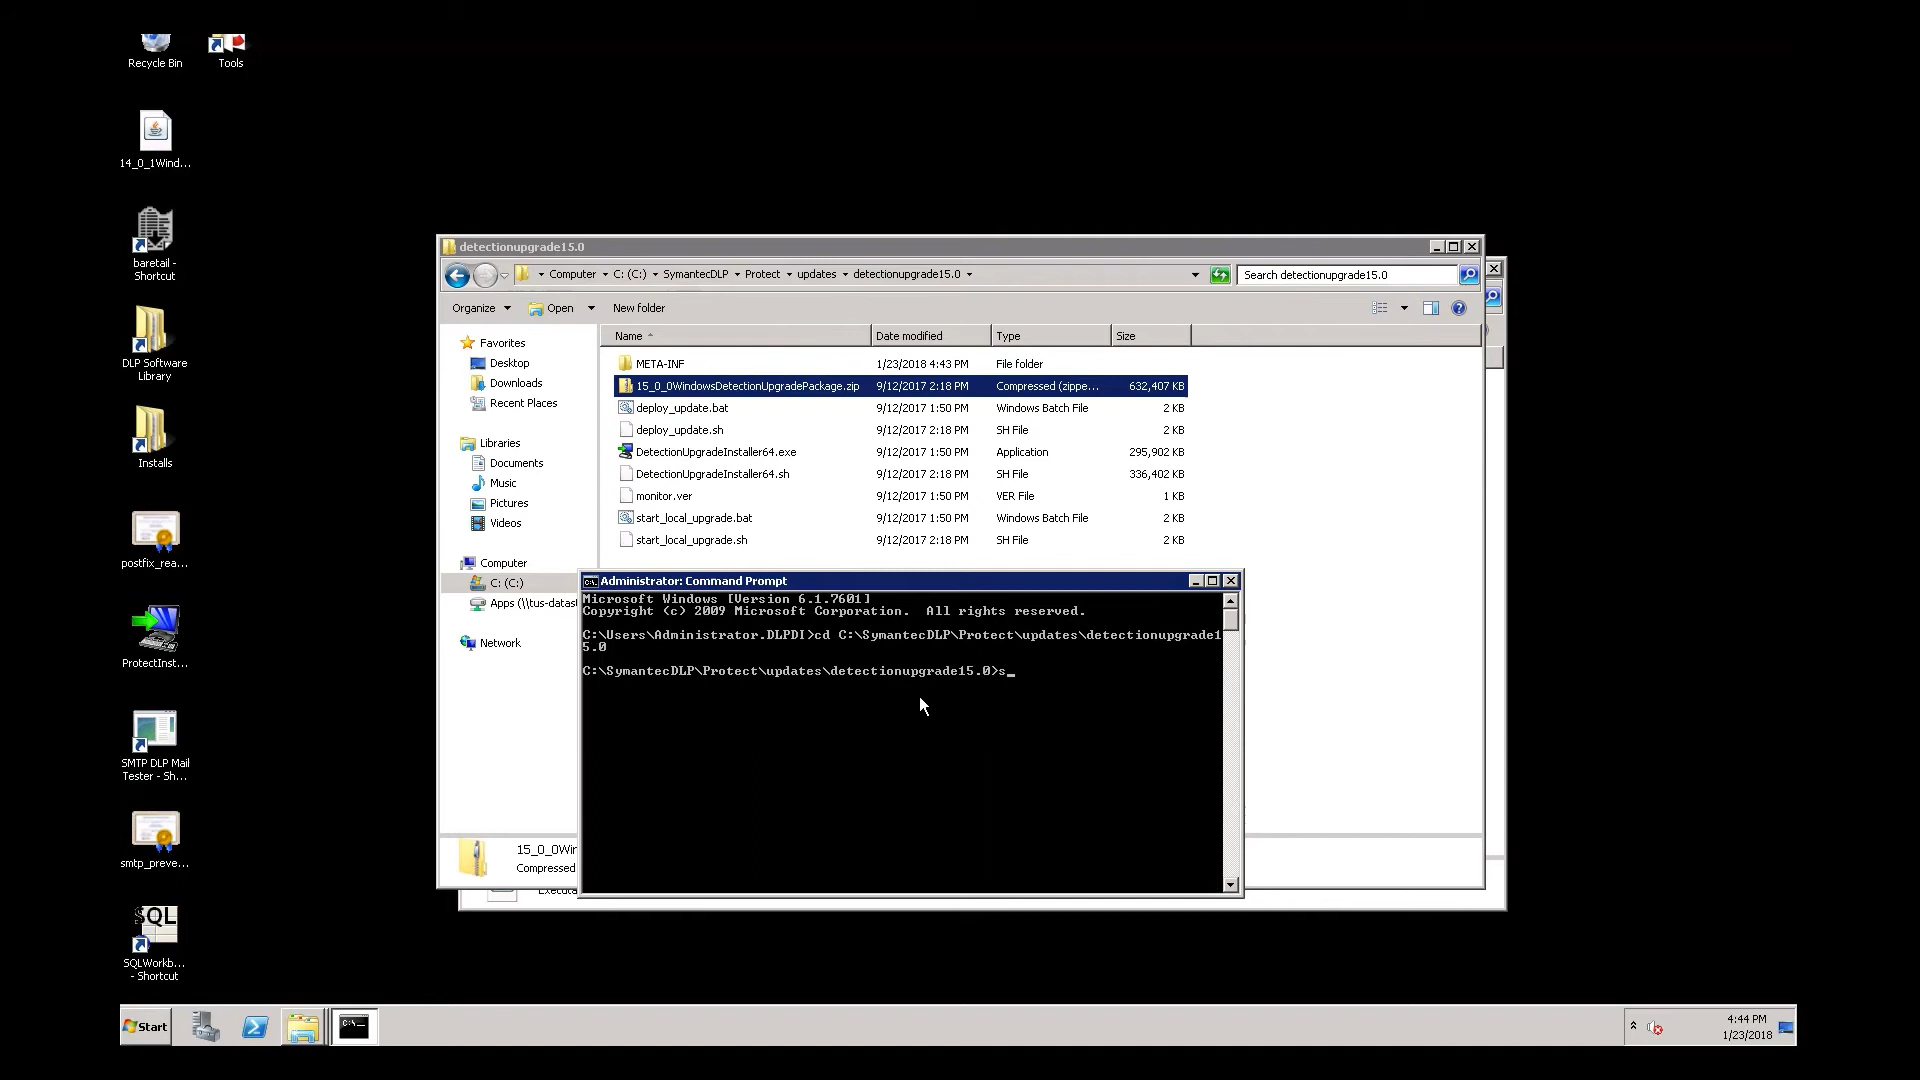 Recycle Bin
Tools
14_0_1Wind...
baretail -
Shortcut
DLP Software
Library
Installs
postfix_rea...
ProtectInst...
SMTP DLP Mail
Tester - Sh...
smtp_preve...
SQL
SQLWorkb...
- Shortcut
detectionupgrade15.0
Computer C: (C:) SymantecDLP Protect updates detectionupgrade15.0
Search detectionupgrade15.0
Organize Open New folder
Name Date modified Type Size
Favorites
Desktop
Downloads
Recent Places
Libraries
Documents
Music
Pictures
Videos
Computer
C: (C:)
Apps (\\tus-datast
Network
META-INF 1/23/2018 4:43 PM File folder
15_0_0WindowsDetectionUpgradePackage.zip 9/12/2017 2:18 PM Compressed (zippe... 632,407 KB
deploy_update.bat 9/12/2017 1:50 PM Windows Batch File 2 KB
deploy_update.sh 9/12/2017 2:18 PM SH File 2 KB
DetectionUpgradeInstaller64.exe 9/12/2017 1:50 PM Application 295,902 KB
DetectionUpgradeInstaller64.sh 9/12/2017 2:18 PM SH File 336,402 KB
monitor.ver 9/12/2017 1:50 PM VER File 1 KB
start_local_upgrade.bat 9/12/2017 1:50 PM Windows Batch File 2 KB
start_local_upgrade.sh 9/12/2017 2:18 PM SH File 2 KB
Administrator: Command Prompt
Microsoft Windows [Version 6.1.7601]
Copyright (c) 2009 Microsoft Corporation.  All rights reserved.
C:\Users\Administrator.DLPDI>cd C:\SymantecDLP\Protect\updates\detectionupgrade1
5.0
C:\SymantecDLP\Protect\updates\detectionupgrade15.0>s_
15_0_0Win
Compressed
Start
4:44 PM
1/23/2018